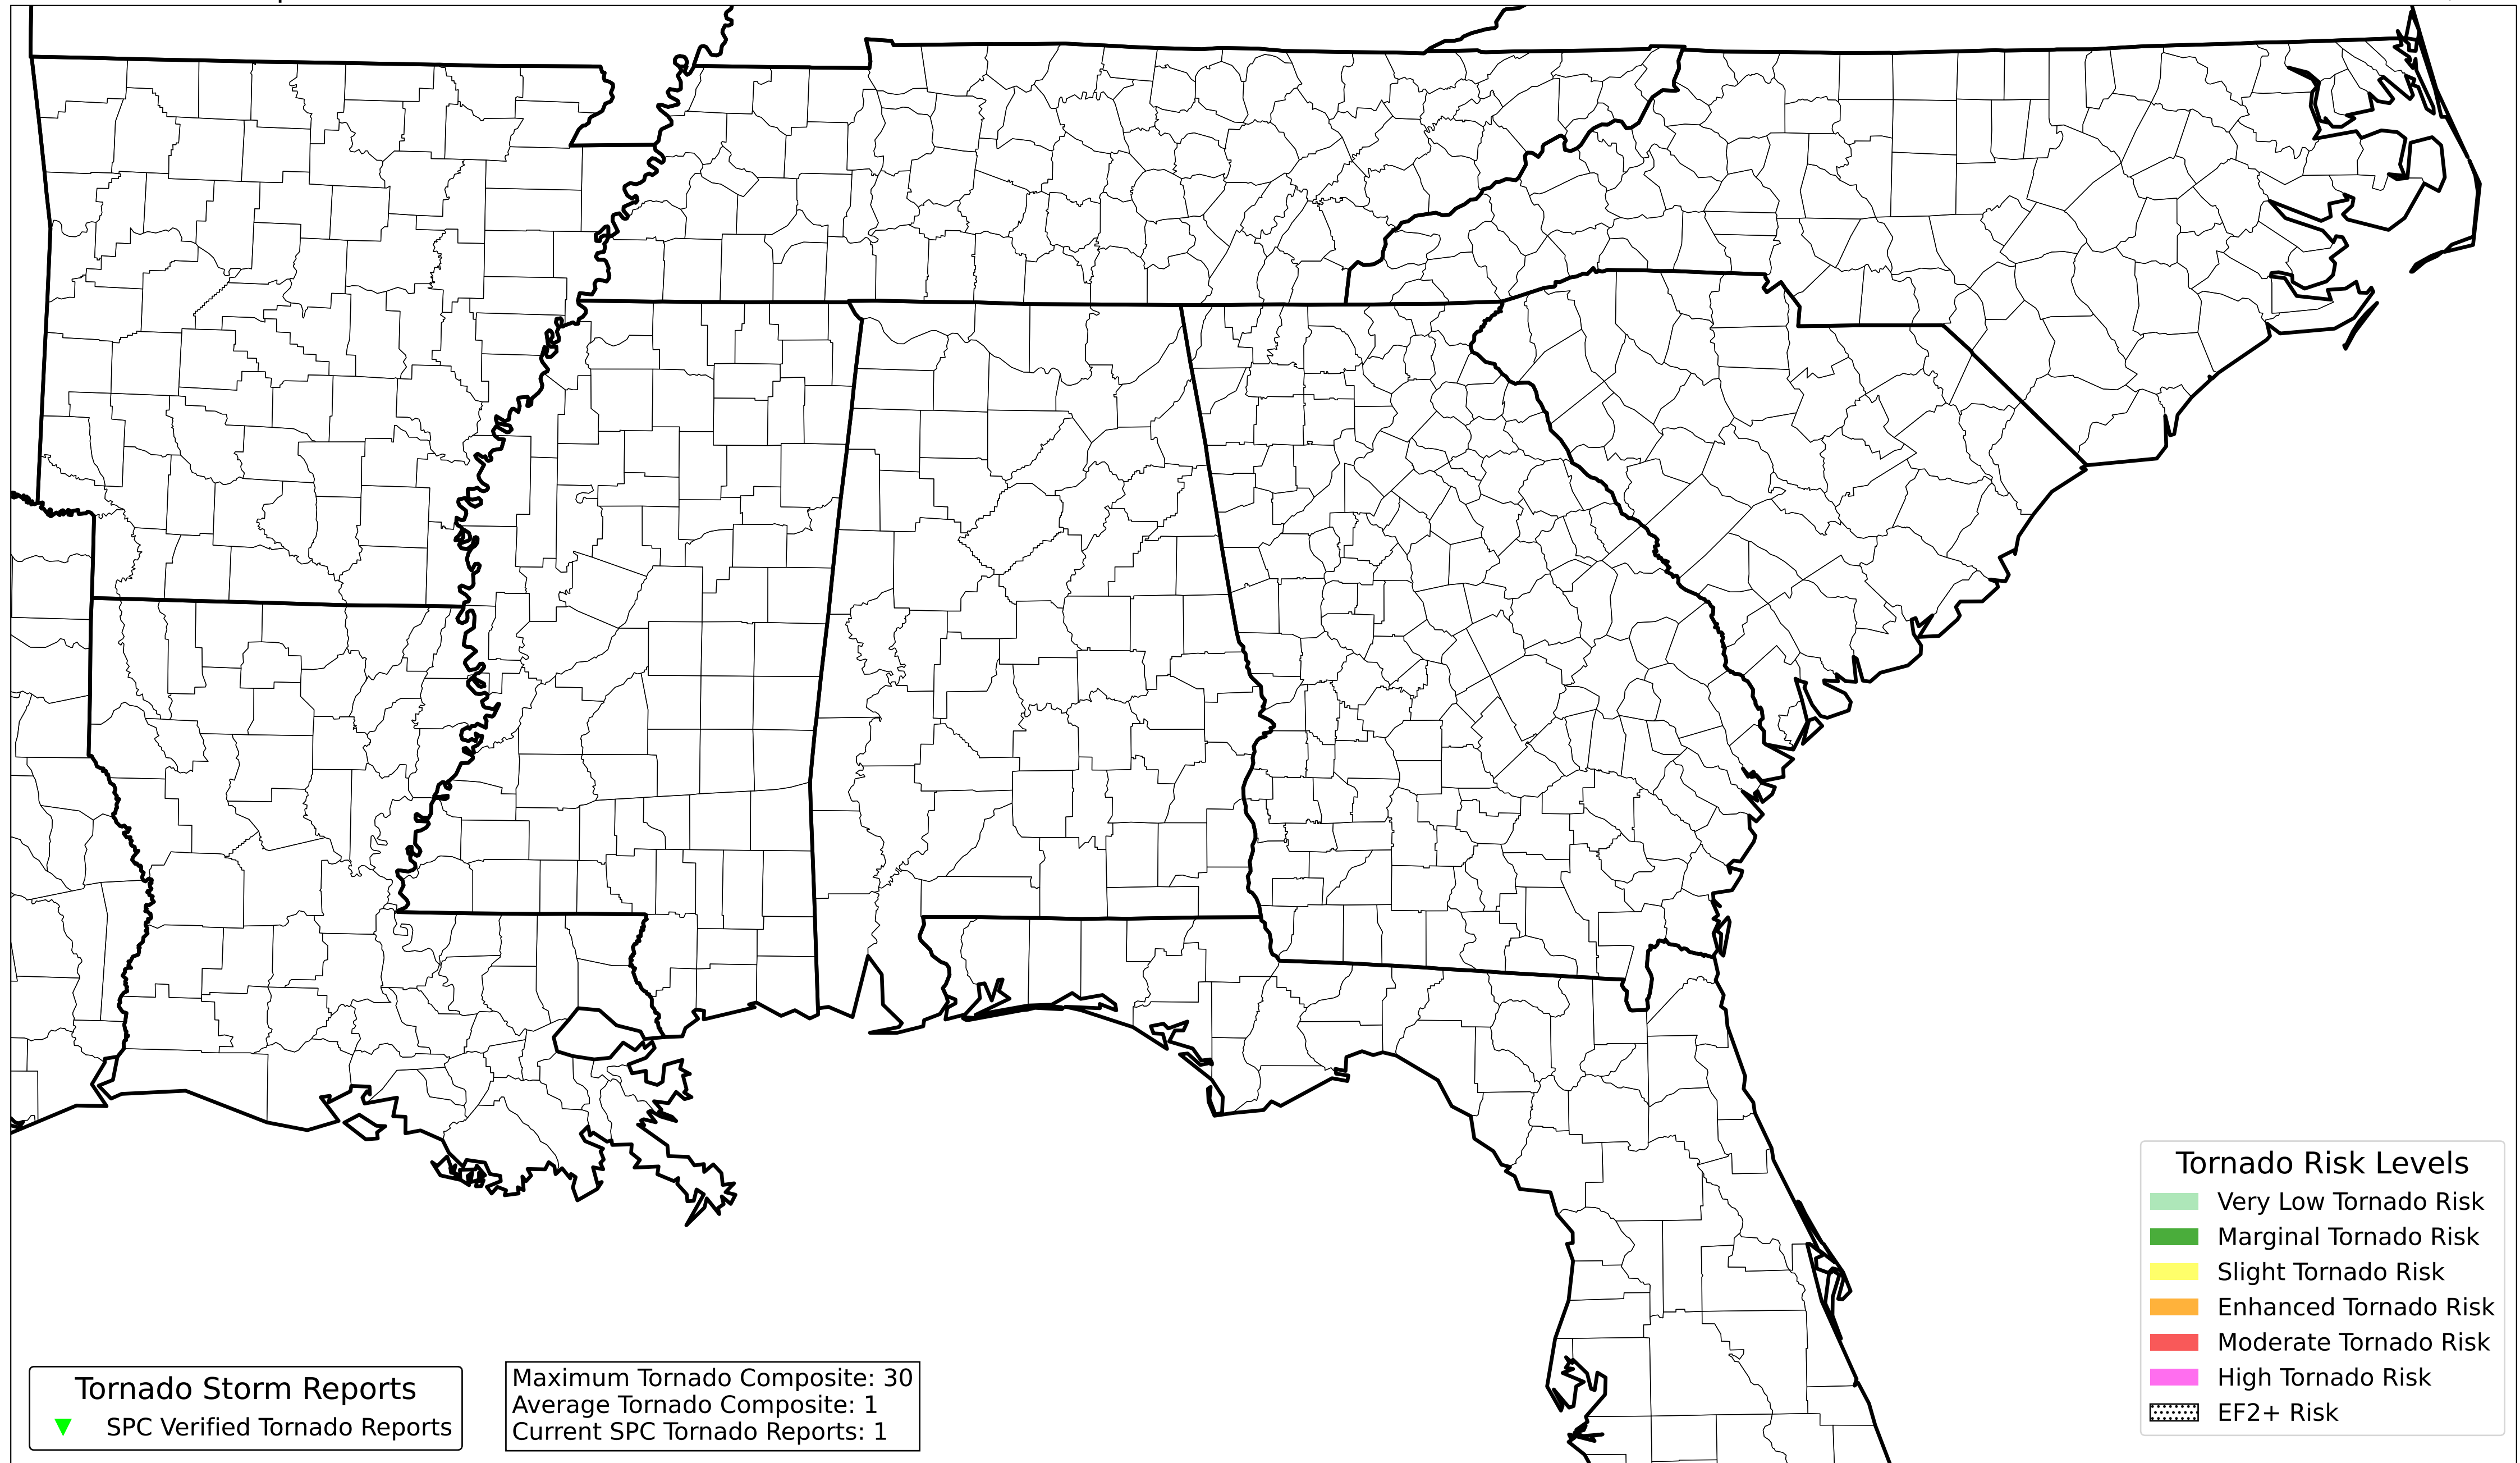 Tornado Risk Levels
Very Low Tornado Risk
Marginal Tornado Risk
Slight Tornado Risk
Enhanced Tornado Risk
Moderate Tornado Risk
High Tornado Risk
EF2+ Risk
Tornado Storm Reports
SPC Verified Tornado Reports
Maximum Tornado Composite: 30
Average Tornado Composite: 1
Current SPC Tornado Reports: 1